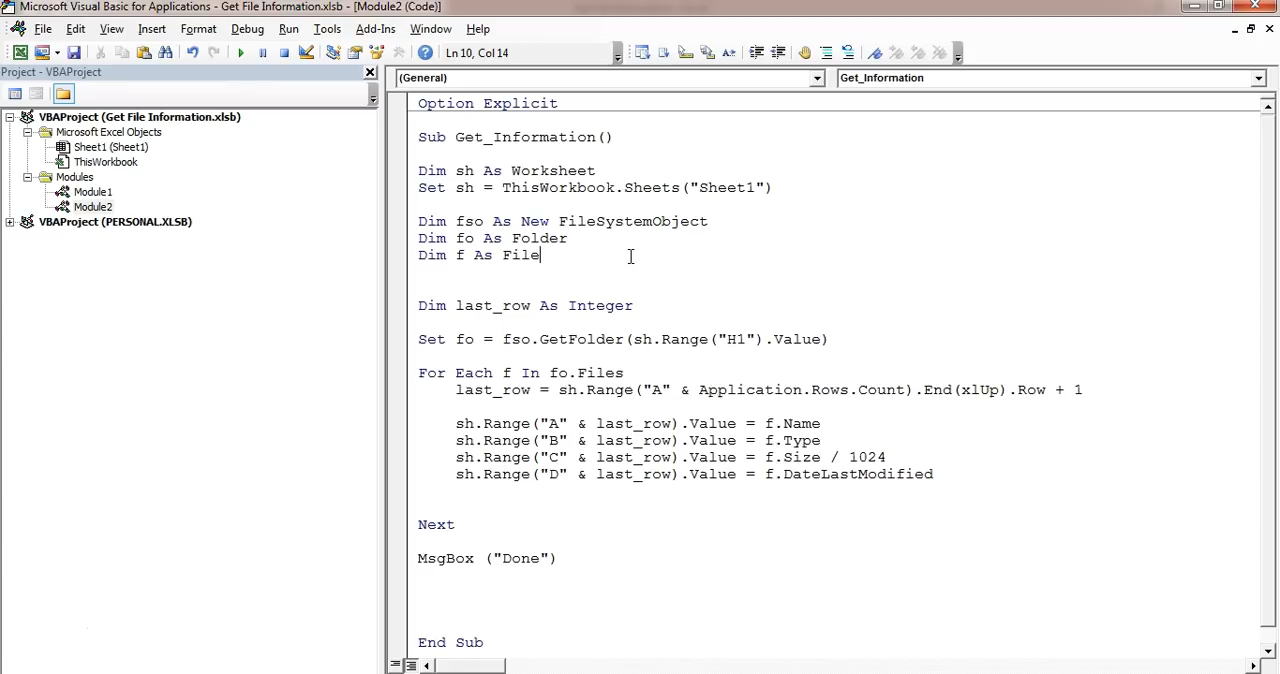 Microsoft Visual Basic for Applications - Get File Information.xlsb - [Module2 (Code)]
File Edit View Insert Format Debug Run Tools Add-Ins Window Help
Ln 10, Col 14
Project - VBAProject
(General) Get_Information
VBAProject (Get File Information.xlsb)
Microsoft Excel Objects
Sheet1 (Sheet1)
ThisWorkbook
Modules
Module1
Module2
VBAProject (PERSONAL.XLSB)
Option Explicit
Sub Get_Information()
Dim sh As Worksheet
Set sh = ThisWorkbook.Sheets("Sheet1")
Dim fso As New FileSystemObject
Dim fo As Folder
Dim f As File
Dim last_row As Integer
Set fo = fso.GetFolder(sh.Range("H1").Value)
For Each f In fo.Files
last_row = sh.Range("A" & Application.Rows.Count).End(xlUp).Row + 1
sh.Range("A" & last_row).Value = f.Name
sh.Range("B" & last_row).Value = f.Type
sh.Range("C" & last_row).Value = f.Size / 1024
sh.Range("D" & last_row).Value = f.DateLastModified
Next
MsgBox ("Done")
End Sub